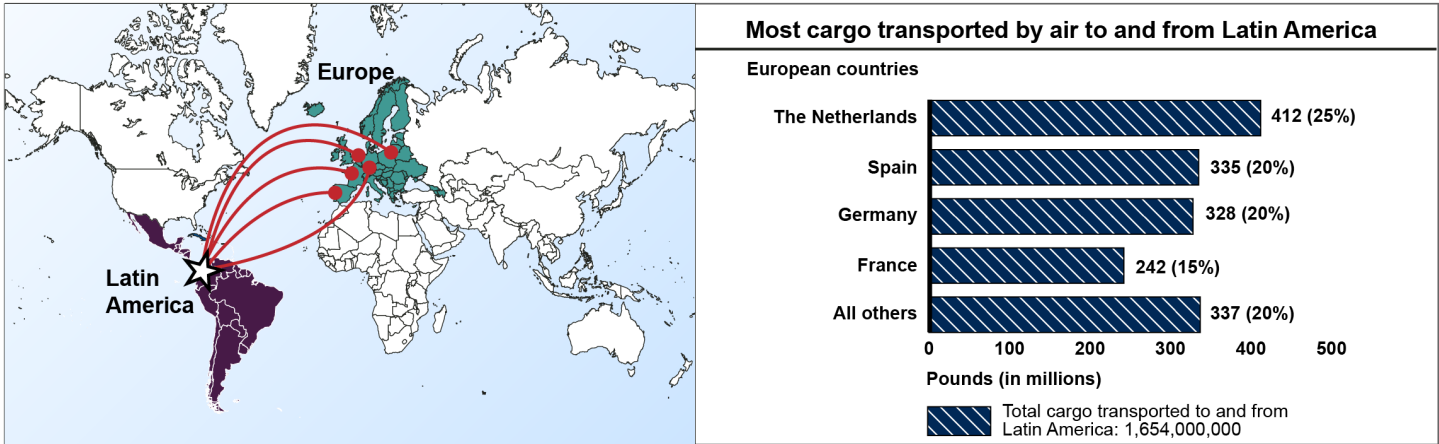 Europe
Latin
America
Most cargo transported by air to and from Latin America
European countries
The Netherlands
412 (25%)
Spain
335 (20%)
Germany
328 (20%)
France
242 (15%)
All others
337 (20%)
0 100 200 300 400 500
Pounds (in millions)
Total cargo transported to and from
Latin America: 1,654,000,000